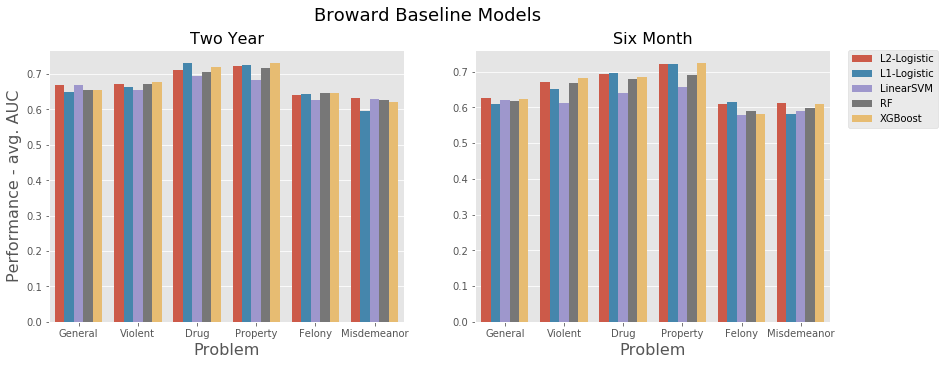 Broward Baseline Models
Two Year
Performance - avg. AUC
0.7
0.6
0.5
0.4
0.3
0.2
0.1
0.0
General Violent Drug Property Felony Misdemeanor
Problem
Six Month
0.7
0.6
0.5
0.4
0.3
0.2
0.1
0.0
General Violent Drug Property Felony Misdemeanor
Problem
L2-Logistic
L1-Logistic
LinearSVM
RF
XGBoost